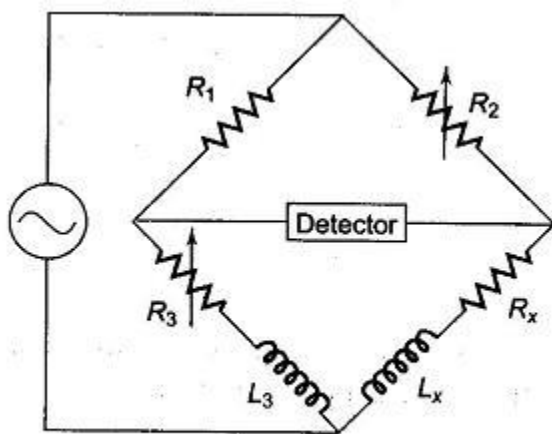 R1
R2
Detector
R3
Rx
L3
Lx